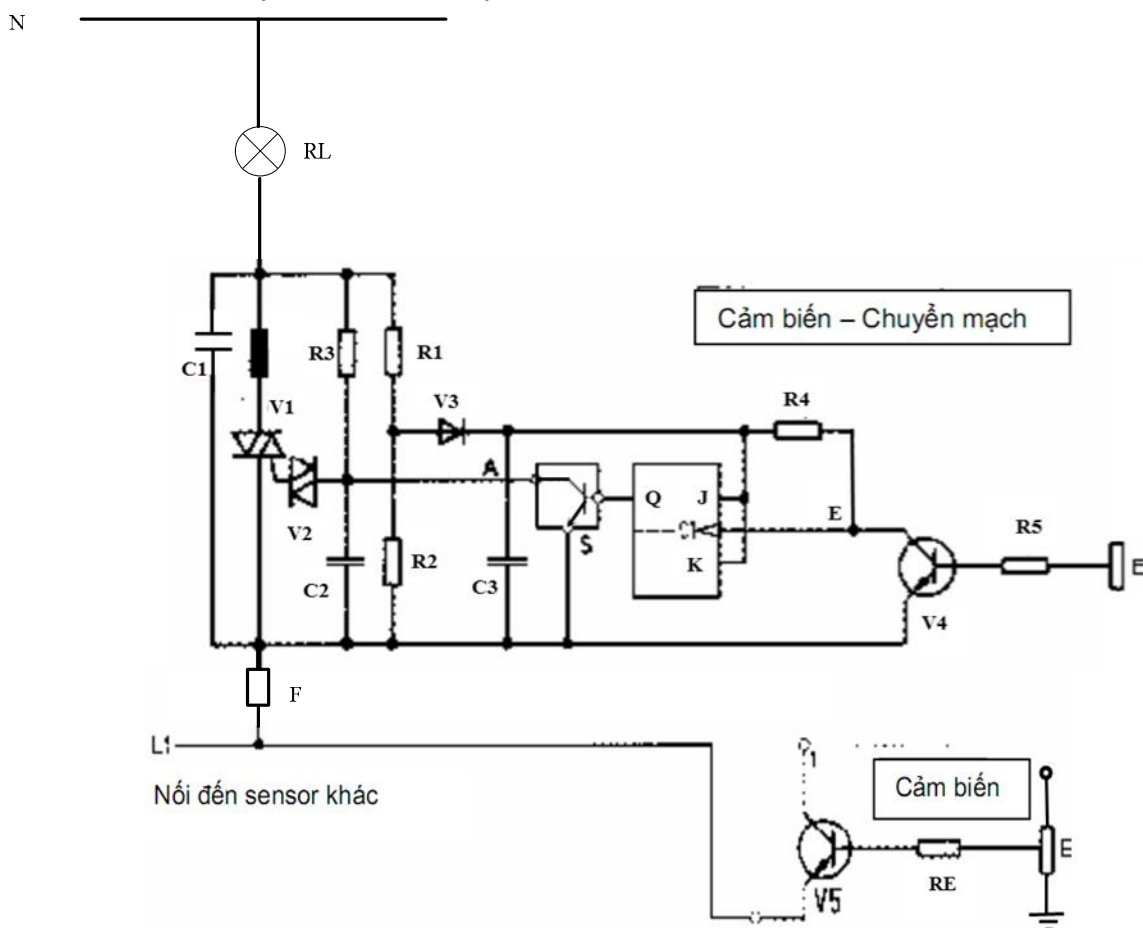 N
RL
Cảm biến – Chuyển mạch
C1
R3
R1
V1
V3
R4
A
V2
Q
J
C1
E
R5
S
K
C2
R2
C3
V4
E
F
L1
Nối đến sensor khác
Cảm biến
E
RE
V5